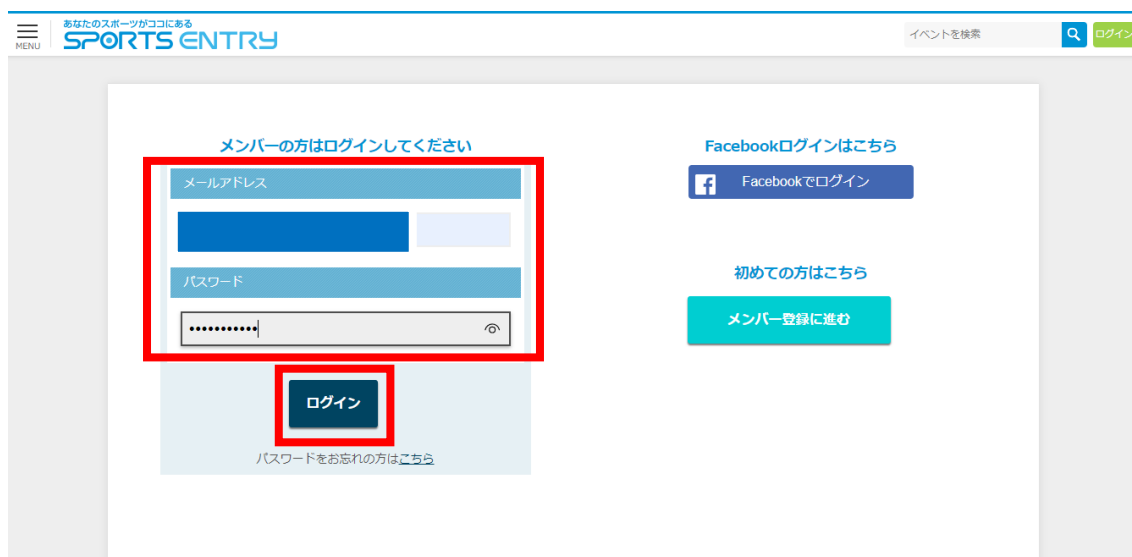 あなたのスポーツがココにある
SPORTS ENTRY
MENU
イベントを検索
ログイン
メンバーの方はログインしてください
メールアドレス
パスワード
•••••••••••
ログイン
パスワードをお忘れの方はこちら
Facebookログインはこちら
Facebookでログイン
初めての方はこちら
メンバー登録に進む